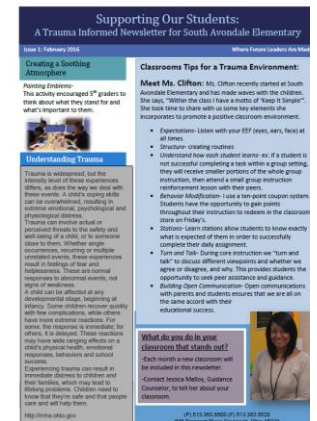 Supporting Our Students:
A Trauma Informed Newsletter for South Avondale Elementary
Issue 1: February 2016
Where Future Leaders Are Made
Creating a Soothing
Atmosphere
Painting Emblems-
This activity encouraged 5th graders to
think about what they stand for and
what's important to them.
Understanding Trauma
Trauma is widespread, but the
intensity level of these experiences
differs, as does the way we deal with
these events. A child's coping skills
can be overwhelmed, resulting in
extreme emotional, psychological and
physiological distress.
Trauma can involve actual or
perceived threats to the safety and
well-being of a child, or to someone
close to them. Whether single
occurrences, recurring or multiple
unrelated events, these experiences
result in feelings of fear and
helplessness. These are normal
responses to abnormal events, not
signs of weakness.
A child can be affected at any
developmental stage, beginning at
infancy. Some children recover quickly
with few complications, while others
have more extreme reactions. For
some, the response is immediate; for
others, it is delayed. These reactions
may have wide ranging effects on a
child's physical health, emotional
responses, behaviors and school
success.
Experiencing trauma can result in
immediate distress to children and
their families, which may lead to
lifelong problems. Children need to
know that they're safe and that people
care and will help them.
http://mha.ohio.gov
Classrooms Tips for a Trauma Environment:
Meet Ms. Clifton: Ms. Clifton recently started at South
Avondale Elementary and has made waves with the children.
She says, "Within the class I have a motto of "Keep It Simple".
She took time to share with us some key elements she
incorporates to promote a positive classroom environment.
• Expectations- Listen with your EEF (eyes, ears, face) at
all times.
• Structure- creating routines
• Understand how each student learns- ex: if a student is
not successful completing a task within a group setting,
they will receive smaller portions of the whole group
instruction, then attend a small group instruction
reinforcement lesson with their peers.
• Behavior Modification- I use a ten-point coupon system.
Students have the opportunity to gain points
throughout their instruction to redeem in the classroom
store on Friday's.
• Stations- Learn stations allow students to know exactly
what is expected of them in order to successfully
complete their daily assignment.
• Turn and Talk- During core instruction we "turn and
talk" to discuss different viewpoints and whether we
agree or disagree, and why. This provides students the
opportunity to seek peer assistance and guidance.
• Building Open Communication- Open communications
with parents and students ensures that we are all on
the same accord with their
educational success.
What do you do in your
classroom that stands out?
-Each month a new classroom will
be included in this newsletter.
-Contact Jessica Mellos, Guidance
Counselor, to tell her about your
classroom.